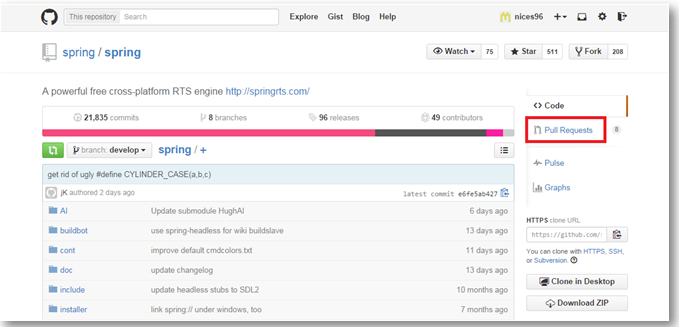 This repository Search Explore Gist Blog Help nices96
spring / spring Watch 75 Star 511 Fork 208
A powerful free cross-platform RTS engine http://springrts.com/
21,835 commits 8 branches 96 releases 49 contributors
branch: develop spring / +
get rid of ugly #define CYLINDER_CASE(a,b,c)
jK authored 2 days ago latest commit e6fe5ab427
AI Update submodule HughAI 6 days ago
buildbot use spring-headless for wiki buildslave 13 days ago
cont improve default cmdcolors.txt 11 days ago
doc update changelog 13 days ago
include update headless stubs to SDL2 10 months ago
installer link spring:// under windows, too 7 months ago
Code
Pull Requests 8
Pulse
Graphs
HTTPS clone URL
https://github.com/
You can clone with HTTPS, SSH,
or Subversion.
Clone in Desktop
Download ZIP